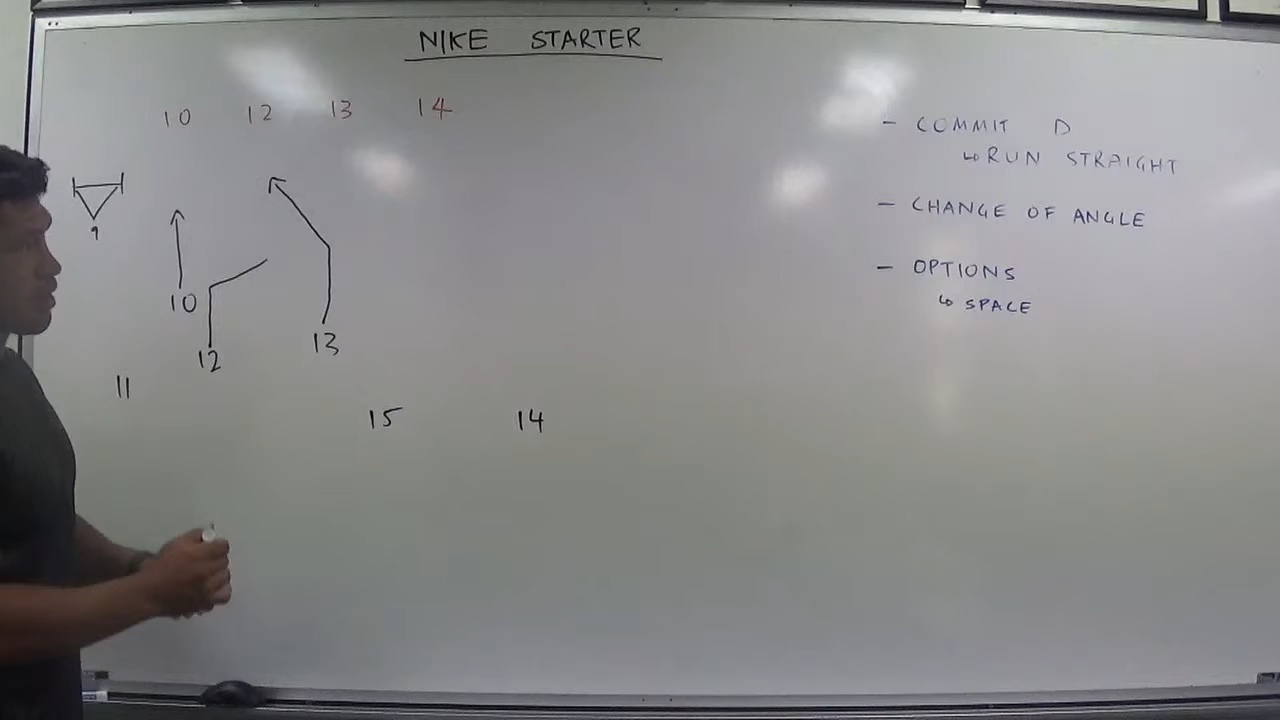 NIKE STARTER
10 12 13 14
- COMMIT D
↳ RUN STRAIGHT
- CHANGE OF ANGLE
- OPTIONS
↳ SPACE
9
10
12
13
11
15 14